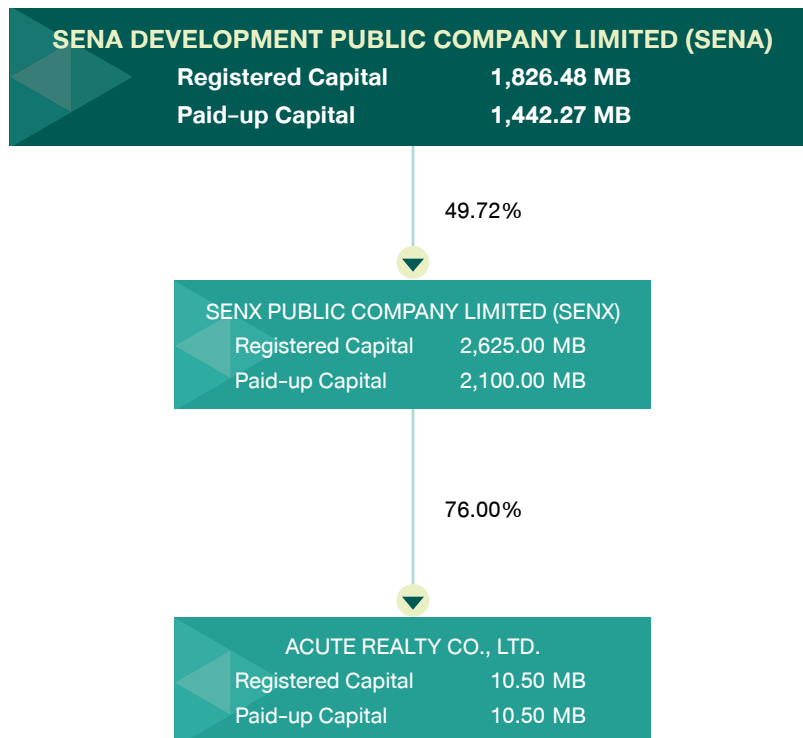 SENA DEVELOPMENT PUBLIC COMPANY LIMITED (SENA)
Registered Capital 1,826.48 MB
Paid-up Capital 1,442.27 MB
49.72%
SENX PUBLIC COMPANY LIMITED (SENX)
Registered Capital 2,625.00 MB
Paid-up Capital 2,100.00 MB
76.00%
ACUTE REALTY CO., LTD.
Registered Capital 10.50 MB
Paid-up Capital 10.50 MB